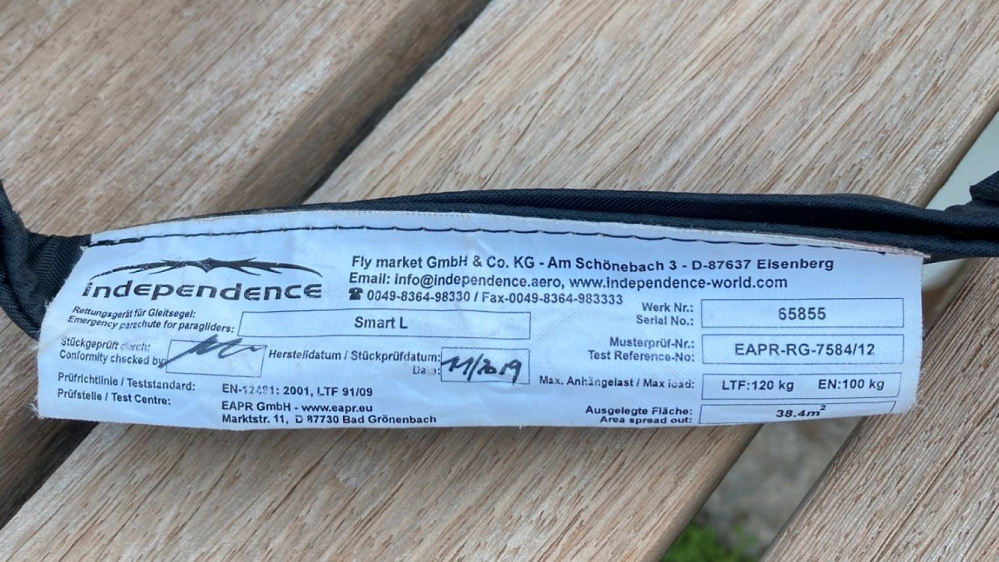 independence
Fly market GmbH & Co. KG - Am Schönebach 3 - D-87637 Eisenberg
Email: info@independence.aero, www.independence-world.com
☎ 0049-8364-98330 / Fax-0049-8364-983333
Rettungsgerät für Gleitsegel:
Emergency parachute for paragliders:
Smart L
Werk Nr.:
Serial No.:
65855
Stückgeprüft durch:
Conformity checked by:
Herstelldatum / Stückprüfdatum:
Date:
11/2019
Musterprüf-Nr.:
Test Reference-No:
EAPR-RG-7584/12
Prüfrichtlinie / Teststandard:
EN-12491: 2001, LTF 91/09
Max. Anhängelast / Max load:
LTF:120 kg EN:100 kg
Prüfstelle / Test Centre:
EAPR GmbH - www.eapr.eu
Marktstr. 11, D 87730 Bad Grönenbach
Ausgelegte Fläche:
Area spread out:
38.4m²